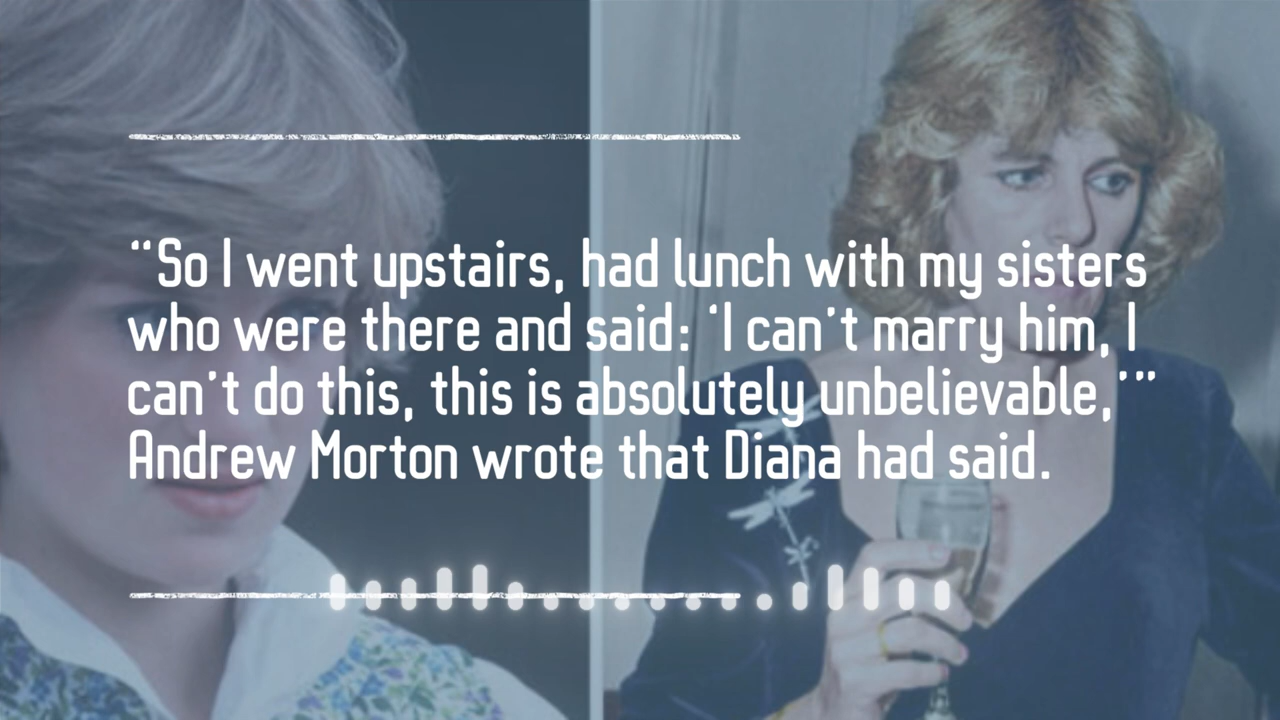 “So I went upstairs, had lunch with my sisters
who were there and said: ‘I can’t marry him, I
can’t do this, this is absolutely unbelievable,’”
Andrew Morton wrote that Diana had said.